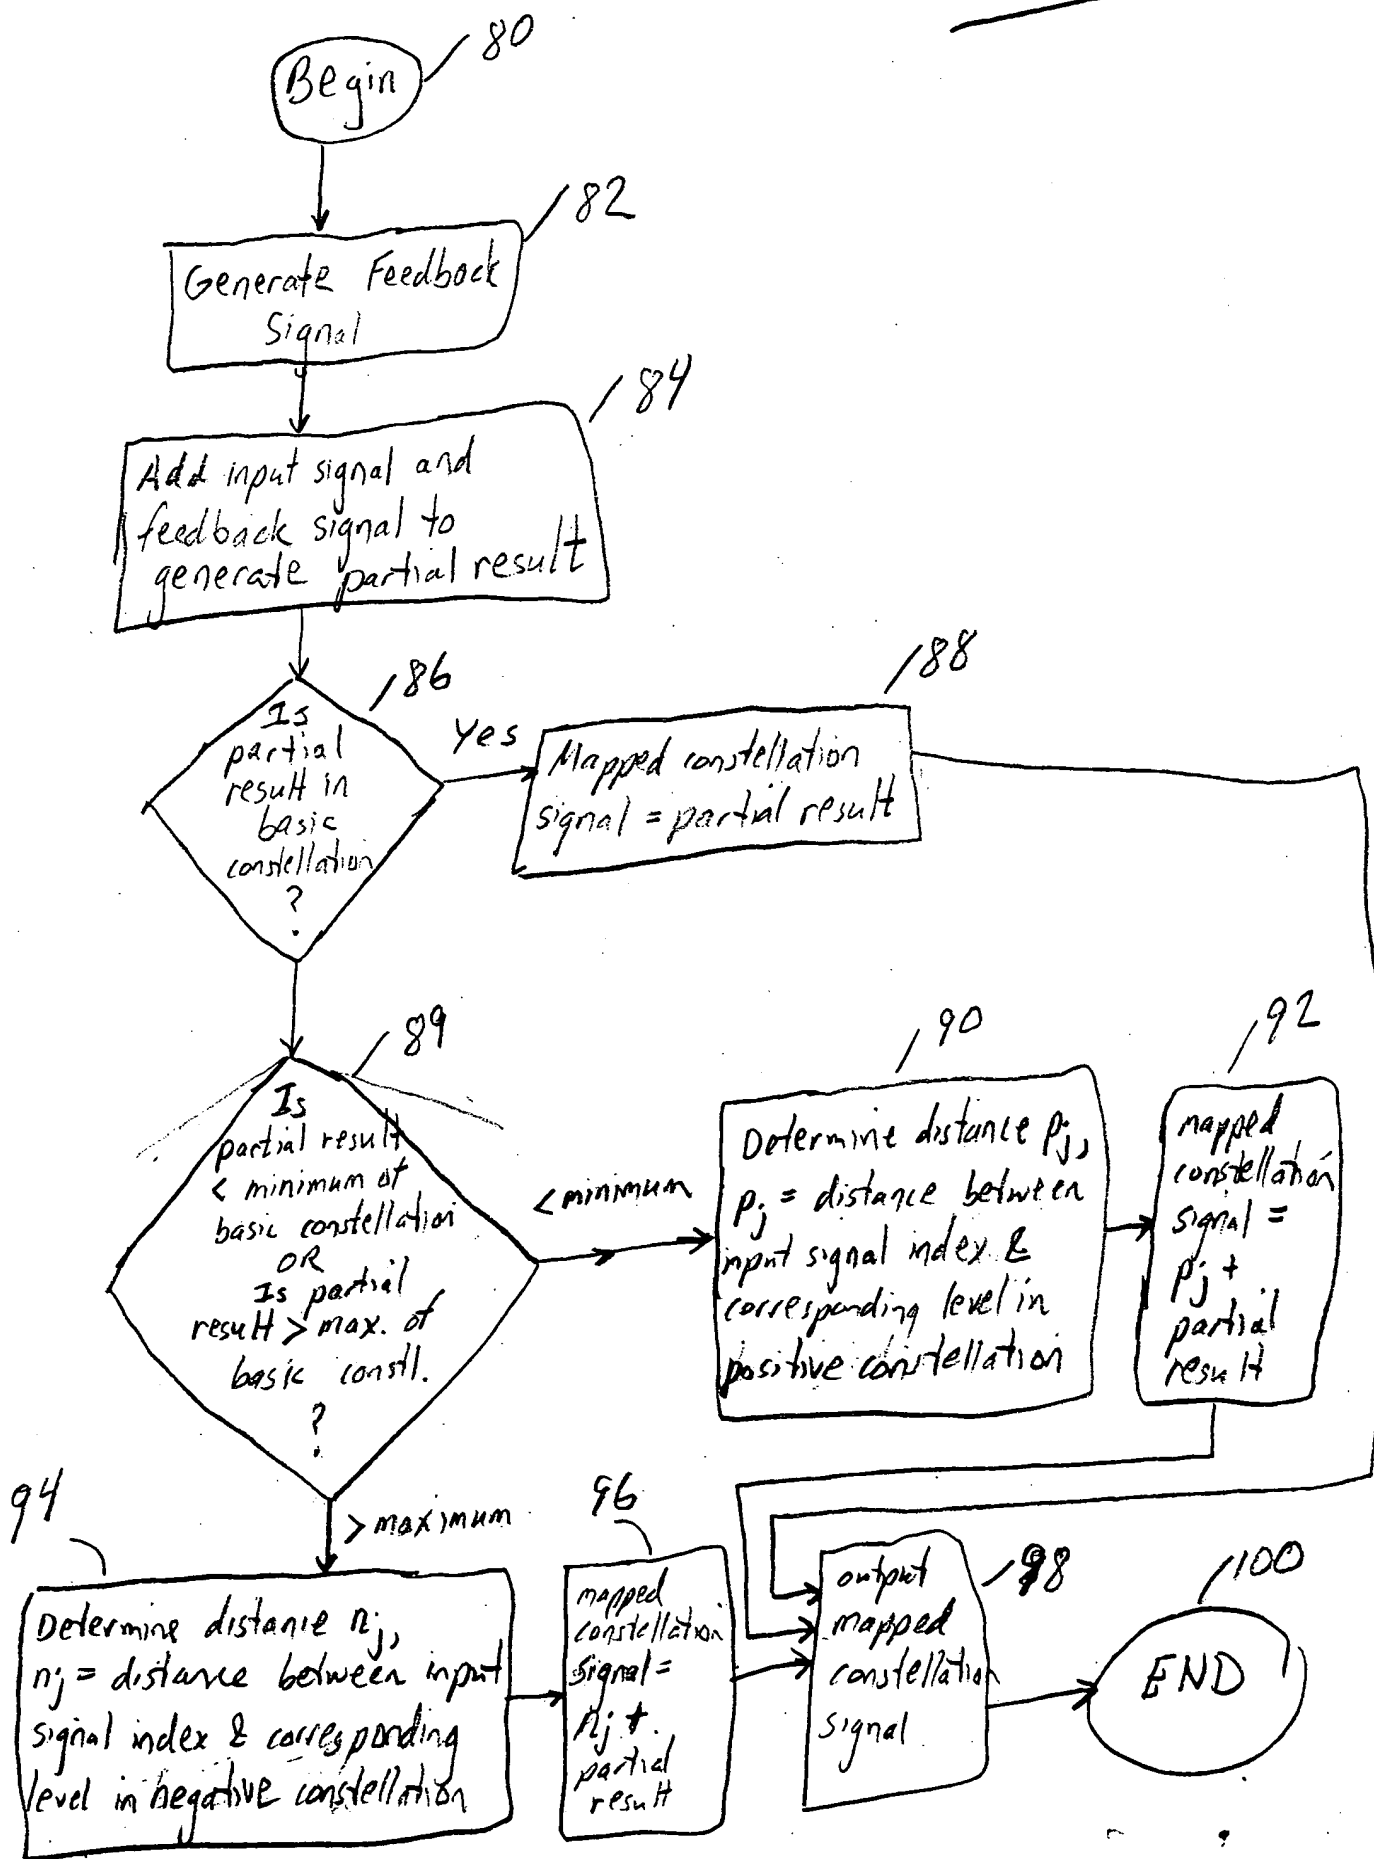 80
Begin
82
Generate Feedback
Signal
84
Add input signal and
feedback signal to
generate partial result
86
Is
partial
result in
basic
constellation
?
Yes
88
Mapped constellation
signal = partial result
89
Is
partial result
< minimum of
basic constellation
OR
Is partial
result > max. of
basic constl.
?
< minimum
90
Determine distance pj,
pj = distance between
input signal index &
corresponding level in
positive constellation
92
mapped
constellation
signal =
pj +
partial
result
> maximum
94
Determine distance nj,
nj = distance between input
signal index & corresponding
level in negative constellation
96
mapped
constellation
signal =
nj +
partial
result
98
output
mapped
constellation
signal
100
END